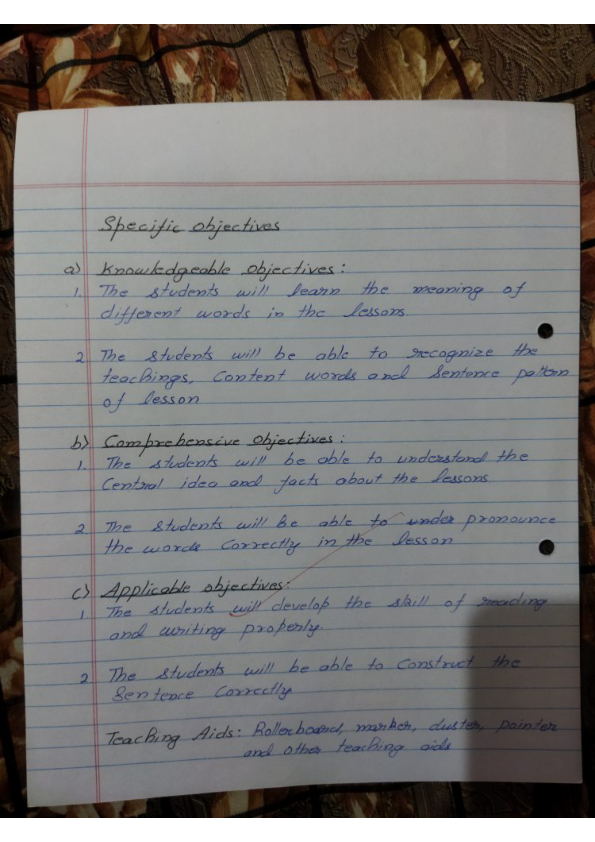 Specific objectives
a) Knowledgeable objectives:
1. The students will learn the meaning of
different words in the lessons.
2. The students will be able to recognize the
teachings, Content words and Sentence pattern
of lesson
b) Comprehensive objectives:
1. The students will be able to understand the
Central idea and facts about the lessons
2. The students will be able to under pronounce
the words Correctly in the lesson
c) Applicable objectives:
1. The students will develop the skill of reading
and writing properly.
2 The students will be able to Construct the
Sentence Correctly
Teaching Aids: Rollerboard, marker, duster, pointer
and other teaching aids